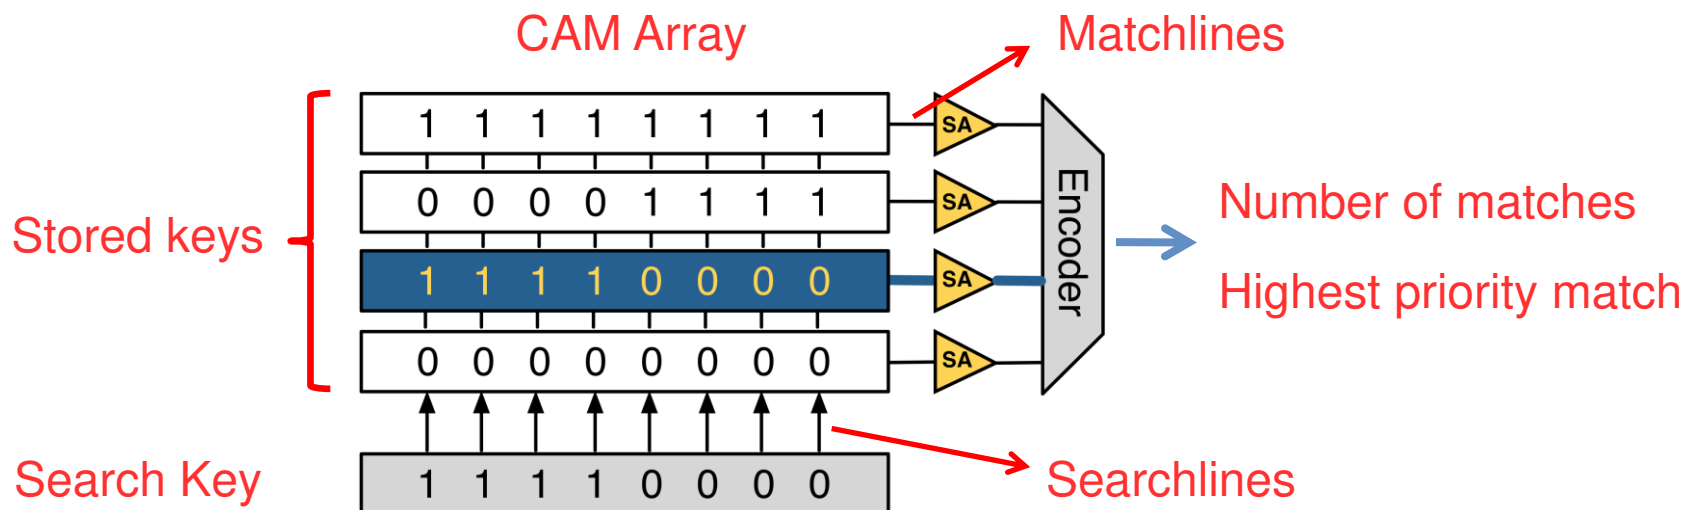 CAM Array
Matchlines
1 1 1 1 1 1 1 1
SA
0 0 0 0 1 1 1 1
SA
Stored keys
1 1 1 1 0 0 0 0
SA
Encoder
Number of matches
Highest priority match
0 0 0 0 0 0 0 0
SA
Search Key
1 1 1 1 0 0 0 0
Searchlines